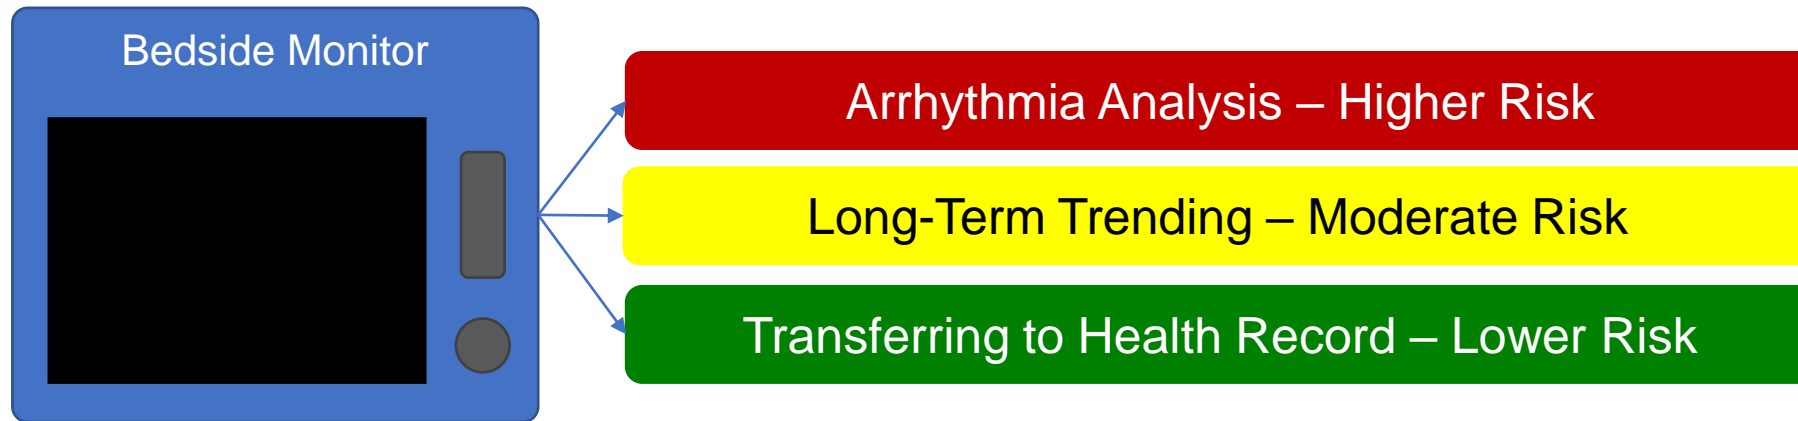 Bedside Monitor
Arrhythmia Analysis – Higher Risk
Long-Term Trending – Moderate Risk
Transferring to Health Record – Lower Risk